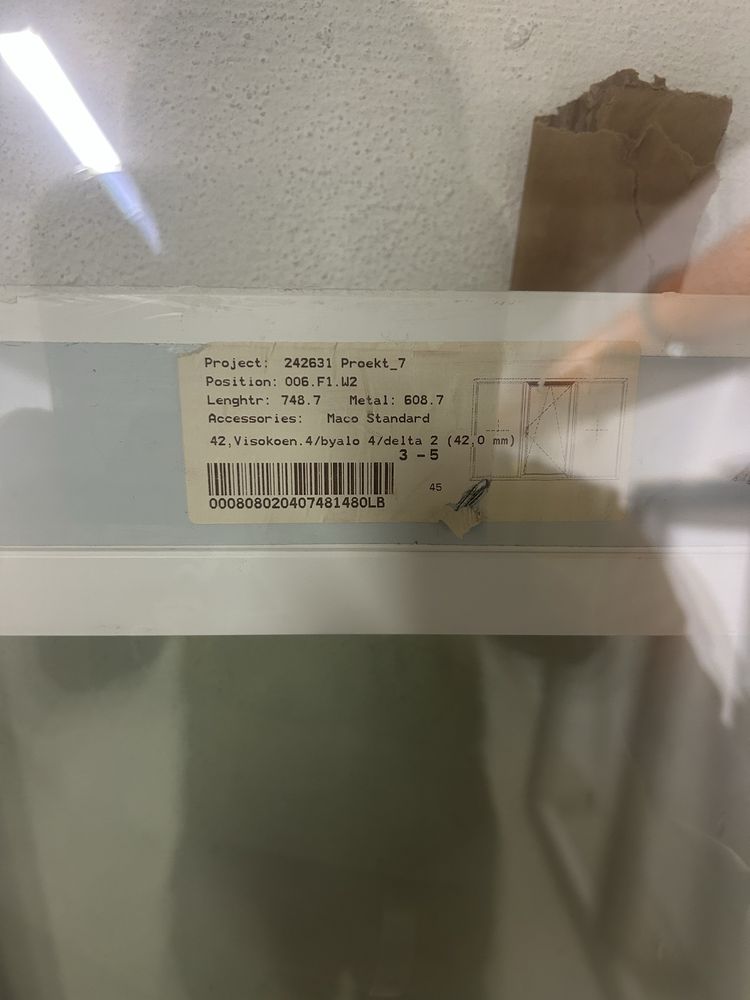 Project: 242631 Proekt_7
Position: 006.F1.W2
Lenghtr: 748.7 Metal: 608.7
Accessories: Maco Standard
42,Visokoen.4/byalo 4/delta 2 (42,0 mm)
3 - 5
45
000808020407481480LB